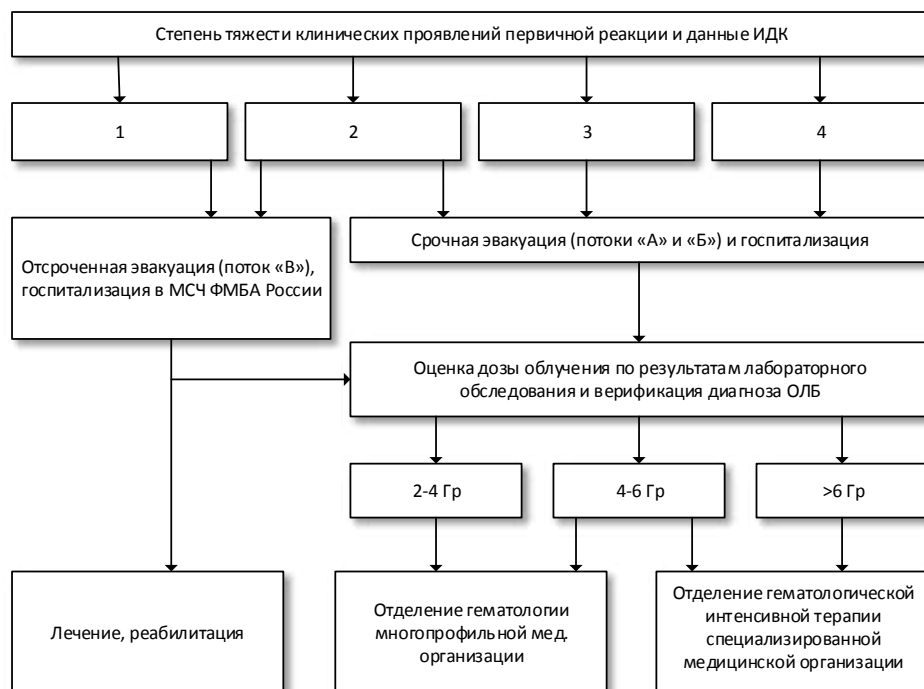 Степень тяжести клинических проявлений первичной реакции и данные ИДК
1
2
3
4
Отсроченная эвакуация (поток «В»),
госпитализация в МСЧ ФМБА России
Срочная эвакуация (потоки «А» и «Б») и госпитализация
Оценка дозы облучения по результатам лабораторного
обследования и верификация диагноза ОЛБ
2-4 Гр
4-6 Гр
>6 Гр
Лечение, реабилитация
Отделение гематологии
многопрофильной мед.
организации
Отделение гематологической
интенсивной терапии
специализированной
медицинской организации